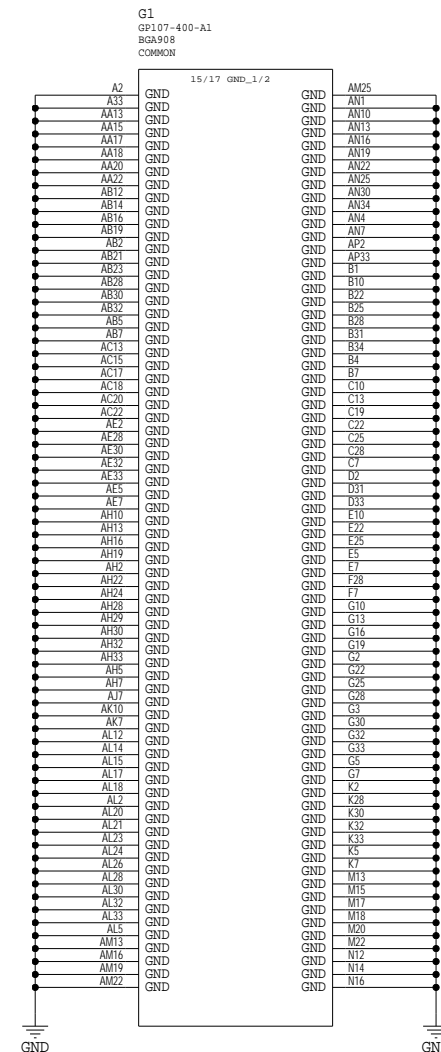 G1
GP107-400-A1
BGA908
COMMON
15/17 GND_1/2
A2 GND GND AM25
A33 GND GND AN1
AA13 GND GND AN10
AA15 GND GND AN13
AA17 GND GND AN16
AA18 GND GND AN19
AA20 GND GND AN22
AA22 GND GND AN25
AB12 GND GND AN30
AB14 GND GND AN34
AB16 GND GND AN4
AB19 GND GND AN7
AB2 GND GND AP2
AB21 GND GND AP33
AB23 GND GND B1
AB28 GND GND B10
AB30 GND GND B22
AB32 GND GND B25
AB5 GND GND B28
AB7 GND GND B31
AC13 GND GND B34
AC15 GND GND B4
AC17 GND GND B7
AC18 GND GND C10
AC20 GND GND C13
AC22 GND GND C19
AE2 GND GND C22
AE28 GND GND C25
AE30 GND GND C28
AE32 GND GND C7
AE33 GND GND D2
AE5 GND GND D31
AE7 GND GND D33
AH10 GND GND E10
AH13 GND GND E22
AH16 GND GND E25
AH19 GND GND E5
AH2 GND GND E7
AH22 GND GND F28
AH24 GND GND F7
AH28 GND GND G10
AH29 GND GND G13
AH30 GND GND G16
AH32 GND GND G19
AH33 GND GND G2
AH5 GND GND G22
AH7 GND GND G25
AJ7 GND GND G28
AK10 GND GND G3
AK7 GND GND G30
AL12 GND GND G32
AL14 GND GND G33
AL15 GND GND G5
AL17 GND GND G7
AL18 GND GND K2
AL2 GND GND K28
AL20 GND GND K30
AL21 GND GND K32
AL23 GND GND K33
AL24 GND GND K5
AL26 GND GND K7
AL28 GND GND M13
AL30 GND GND M15
AL32 GND GND M17
AL33 GND GND M18
AL5 GND GND M20
AM13 GND GND M22
AM16 GND GND N12
AM19 GND GND N14
AM22 GND GND N16
GND GN